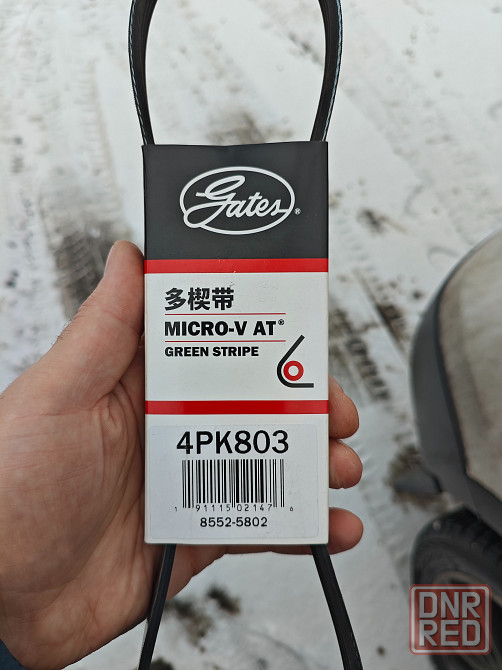 Gates®
多楔带
MICRO-V AT®
GREEN STRIPE
4PK803
1 91115 02147 6
8552-5802
DNR
RED